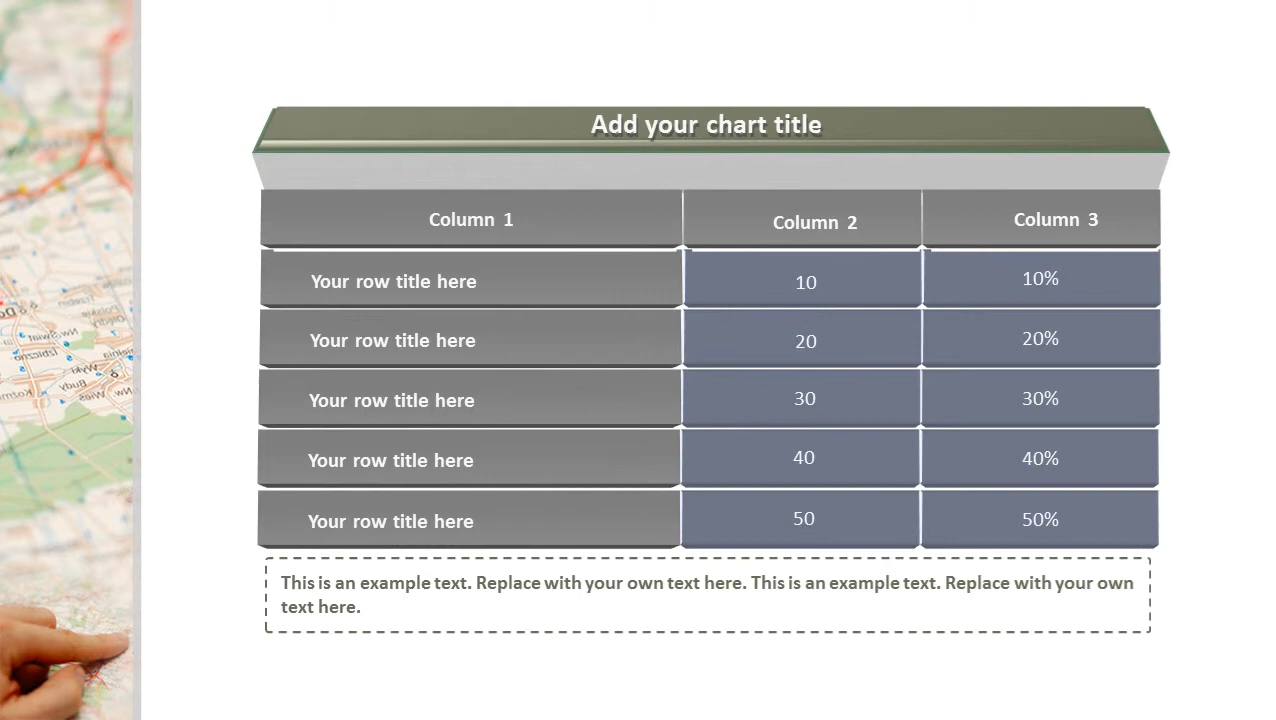 Add your chart title
Column 1 Column 2 Column 3
Your row title here 10 10%
Your row title here 20 20%
Your row title here 30 30%
Your row title here 40 40%
Your row title here 50 50%
This is an example text. Replace with your own text here. This is an example text. Replace with your own
text here.